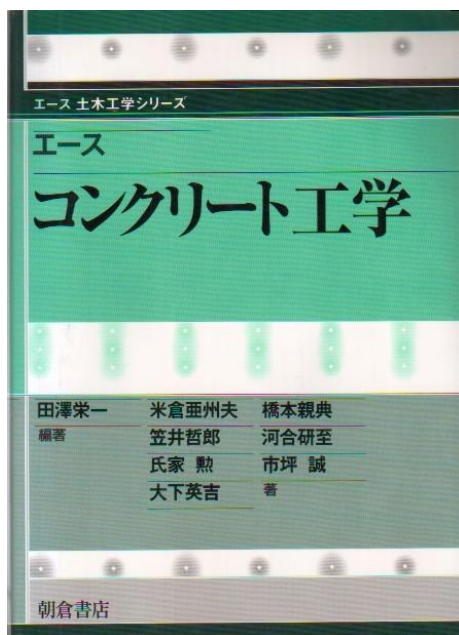 エース 土木工学シリーズ
エース
コンクリート工学
田澤栄一 米倉亜州夫 橋本親典
編著 笠井哲郎 河合研至
氏家 勲 市坪 誠
大下英吉 著
朝倉書店